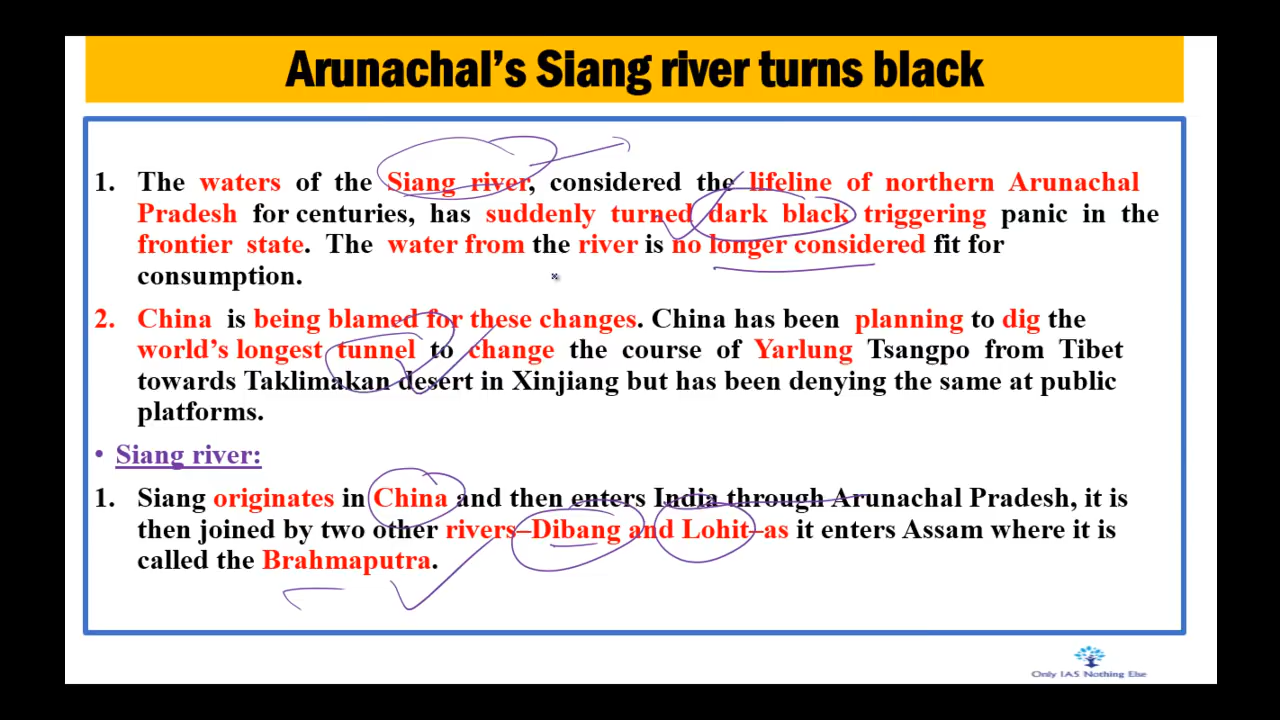 Arunachal's Siang river turns black
1. The waters of the Siang river, considered the lifeline of northern Arunachal
Pradesh for centuries, has suddenly turned dark black triggering panic in the
frontier state. The water from the river is no longer considered fit for
consumption.
2. China is being blamed for these changes. China has been planning to dig the
world's longest tunnel to change the course of Yarlung Tsangpo from Tibet
towards Taklimakan desert in Xinjiang but has been denying the same at public
platforms.
• Siang river:
1. Siang originates in China and then enters India through Arunachal Pradesh, it is
then joined by two other rivers–Dibang and Lohit–as it enters Assam where it is
called the Brahmaputra.
Only IAS Nothing Else